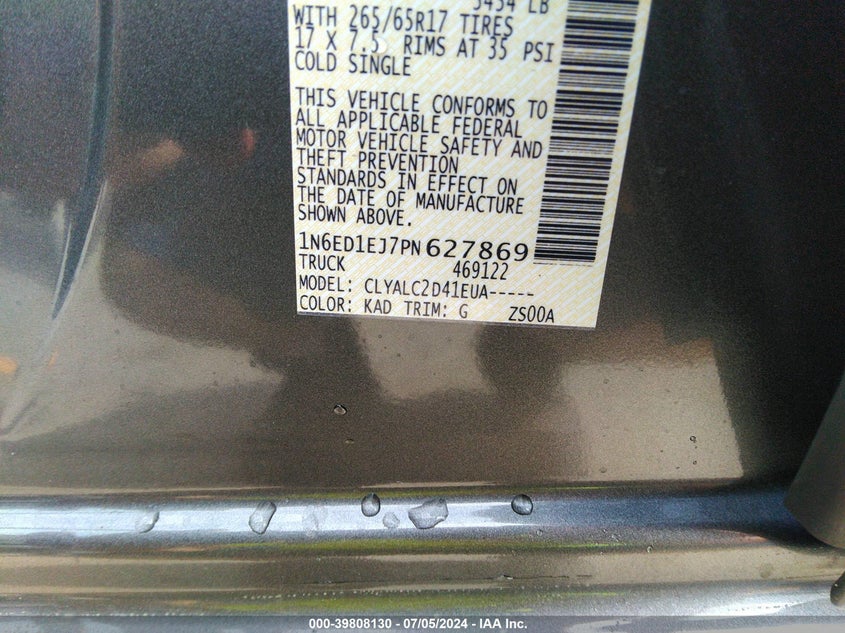 5454 LB
WITH 265/65R17 TIRES
17 X 7.5 RIMS AT 35 PSI
COLD SINGLE
THIS VEHICLE CONFORMS TO
ALL APPLICABLE FEDERAL
MOTOR VEHICLE SAFETY AND
THEFT PREVENTION
STANDARDS IN EFFECT ON
THE DATE OF MANUFACTURE
SHOWN ABOVE.
1N6ED1EJ7PN627869
TRUCK 469122
MODEL: CLYALC2D41EUA-----
COLOR: KAD TRIM: G ZS00A
000-39808130 - 07/05/2024 - IAA Inc.